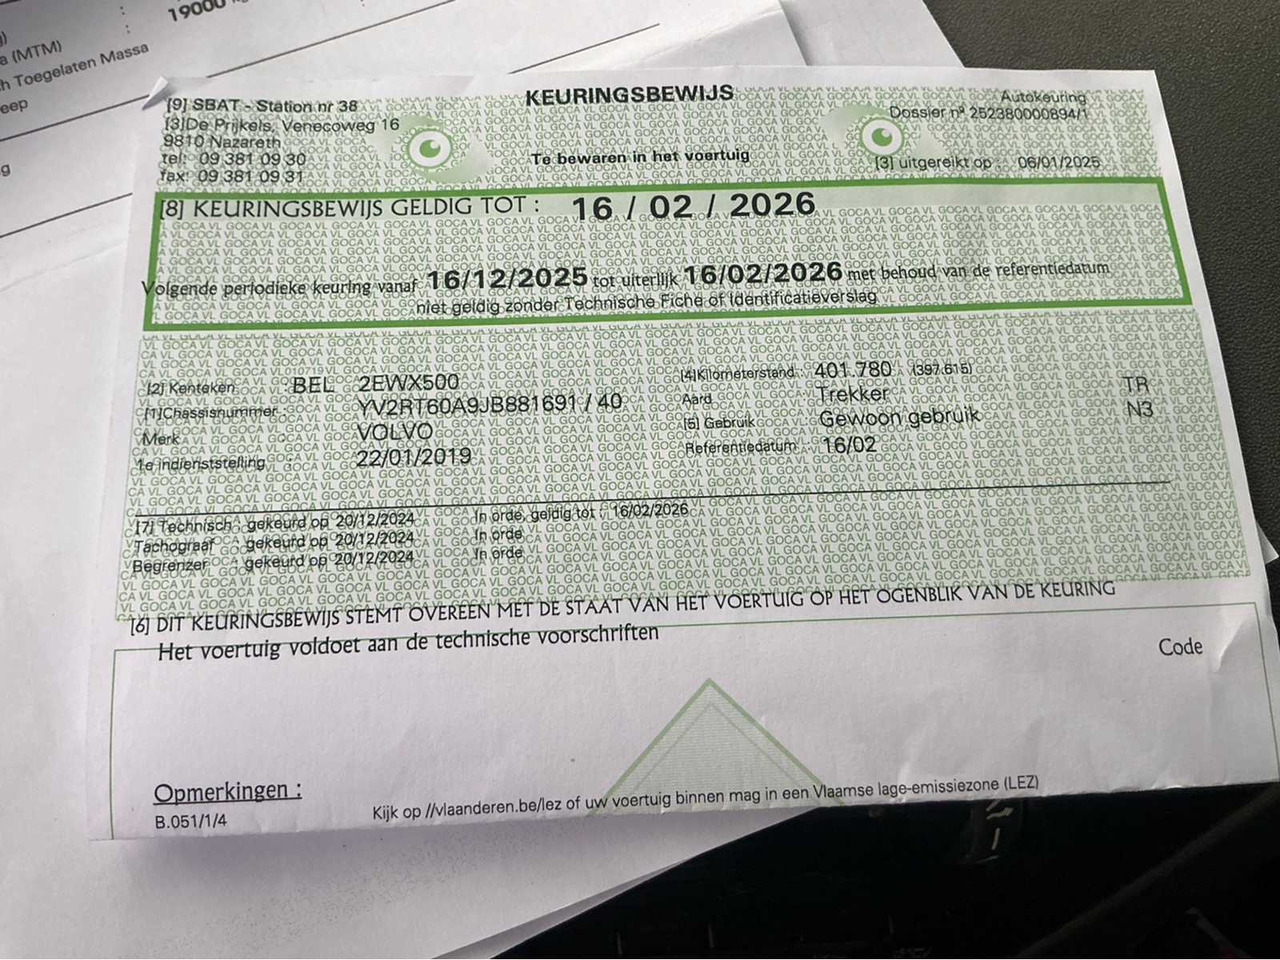 19000
a (MTM)
h Toegelaten Massa
eep
g
[9] SBAT - Station nr 38
[3]De Prijkels, Venecoweg 16
9810 Nazareth
tel: 09 381 09 30
fax: 09 381 09 31
KEURINGSBEWIJS
Te bewaren in het voertuig
Autokeuring
Dossier nº 252380000894/1
[3] uitgereikt op : 06/01/2025
[8] KEURINGSBEWIJS GELDIG TOT : 16 / 02 / 2026
Volgende periodieke keuring vanaf 16/12/2025 tot uiterlijk 16/02/2026 met behoud van de referentiedatum
niet geldig zonder Technische Fiche of Identificatieverslag
[2] Kenteken BEL 2EWX500
[1]Chassisnummer : YV2RT60A9JB881691 / 40
Merk VOLVO
1e indienststelling : 22/01/2019
[4]Kilometerstand : 401.780 (397.615)
Aard Trekker TR
[5] Gebruik Gewoon gebruik N3
Referentiedatum : 16/02
[7] Technisch : gekeurd op 20/12/2024 In orde, geldig tot : 16/02/2026
Tachograaf : gekeurd op 20/12/2024 In orde
Begrenzer : gekeurd op 20/12/2024 In orde
[6] DIT KEURINGSBEWIJS STEMT OVEREEN MET DE STAAT VAN HET VOERTUIG OP HET OGENBLIK VAN DE KEURING
Het voertuig voldoet aan de technische voorschriften
Code
Opmerkingen :
B.051/1/4
Kijk op //vlaanderen.be/lez of uw voertuig binnen mag in een Vlaamse lage-emissiezone (LEZ)